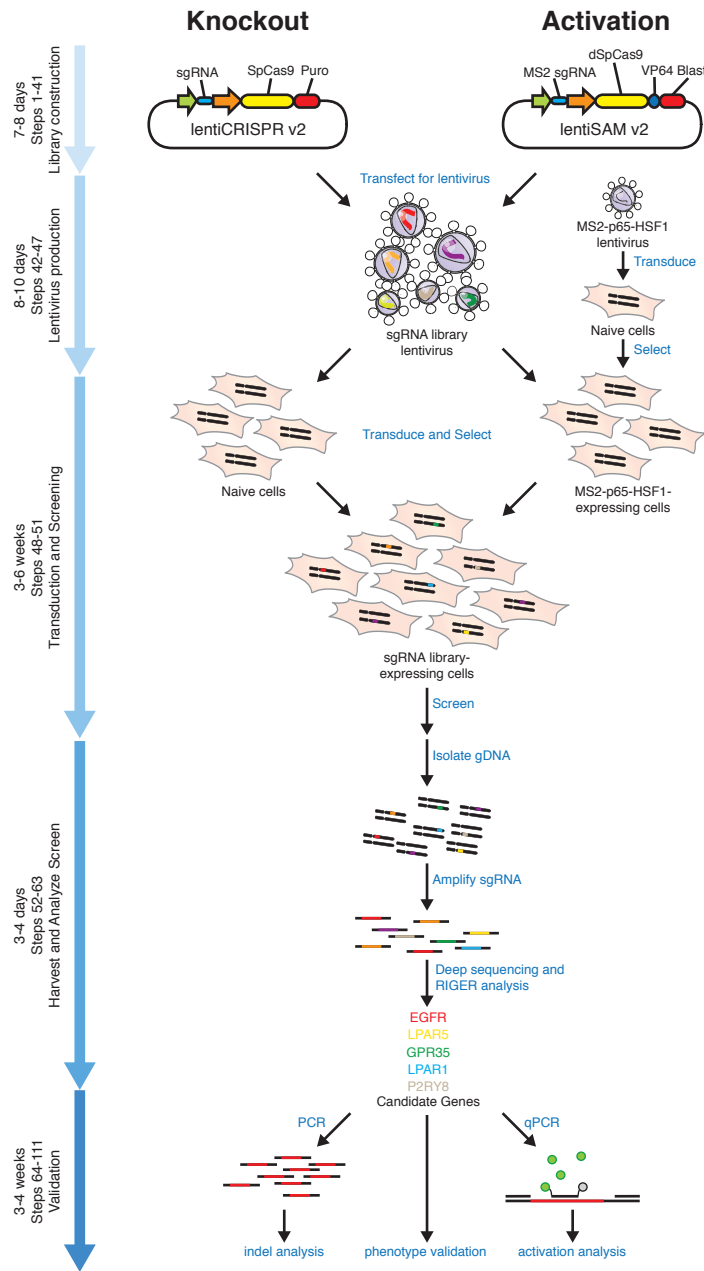 Knockout
Activation
7-8 days
Steps 1-41
Library construction
sgRNA
SpCas9
Puro
lentiCRISPR v2
dSpCas9
MS2 sgRNA
VP64 Blast
lentiSAM v2
8-10 days
Steps 42-47
Lentivirus production
Transfect for lentivirus
sgRNA library
lentivirus
MS2-p65-HSF1
lentivirus
Transduce
Naive cells
Select
3-6 weeks
Steps 48-51
Transduction and Screening
Transduce and Select
Naive cells
MS2-p65-HSF1-
expressing cells
sgRNA library-
expressing cells
Screen
3-4 days
Steps 52-63
Harvest and Analyze Screen
Isolate gDNA
Amplify sgRNA
Deep sequencing and
RIGER analysis
EGFR
LPAR5
GPR35
LPAR1
P2RY8
Candidate Genes
3-4 weeks
Steps 64-111
Validation
PCR
qPCR
indel analysis
phenotype validation
activation analysis